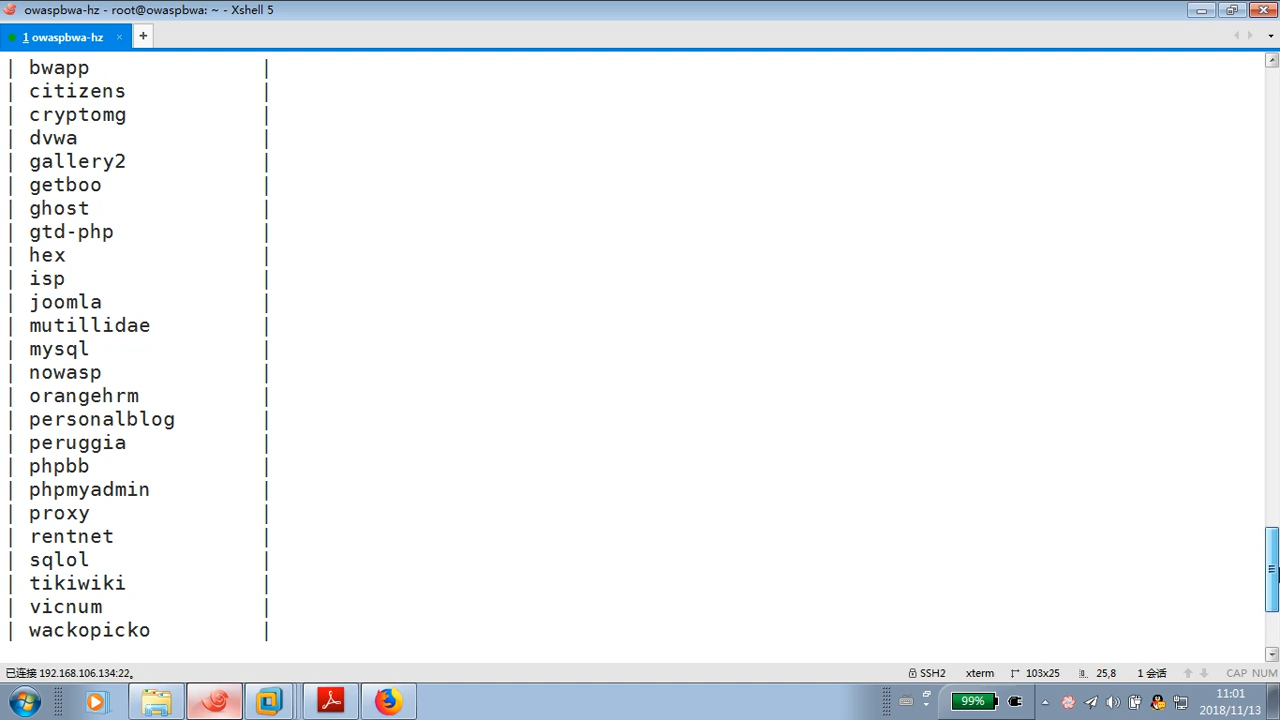 owaspbwa-hz - root@owaspbwa: ~ - Xshell 5
1 owaspbwa-hz × +
| bwapp |
| citizens |
| cryptomg |
| dvwa |
| gallery2 |
| getboo |
| ghost |
| gtd-php |
| hex |
| isp |
| joomla |
| mutillidae |
| mysql |
| nowasp |
| orangehrm |
| personalblog |
| peruggia |
| phpbb |
| phpmyadmin |
| proxy |
| rentnet |
| sqlol |
| tikiwiki |
| vicnum |
| wackopicko |
已连接 192.168.106.134:22。 SSH2 xterm 103x25 25,8 1 会话 CAP NUM
99% 11:01
2018/11/13